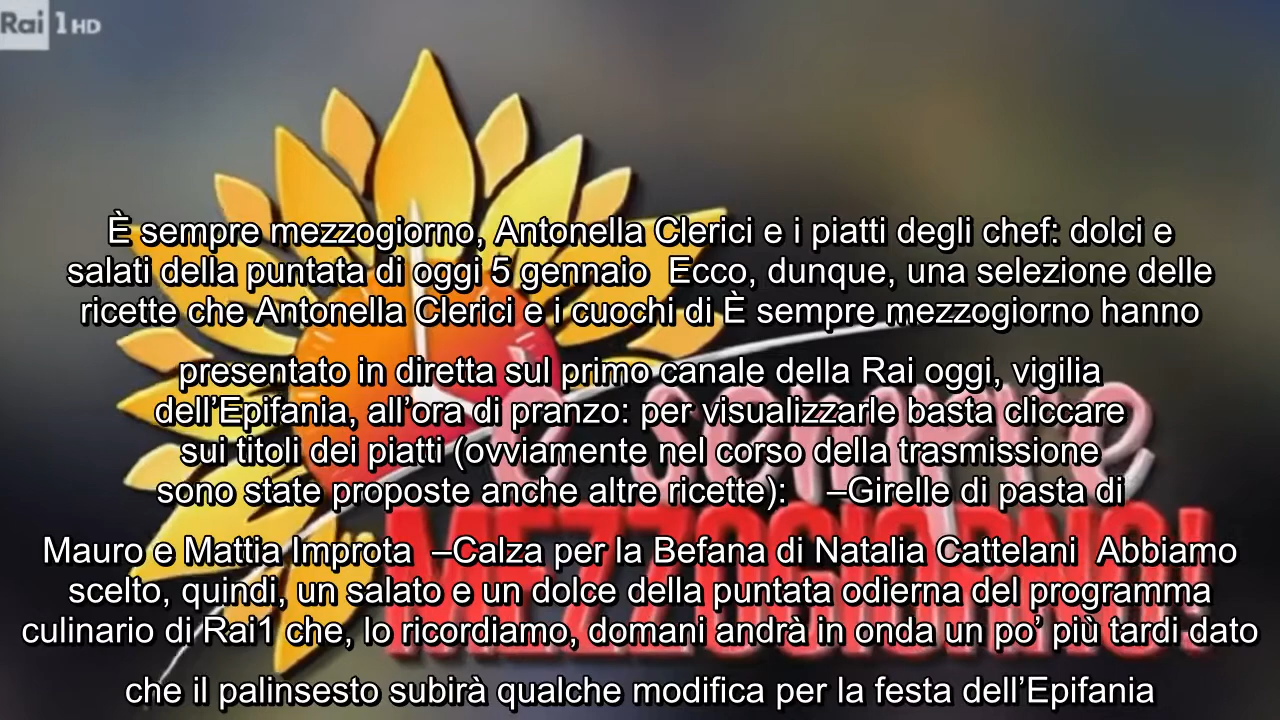 Rai 1 HD
È sempre mezzogiorno, Antonella Clerici e i piatti degli chef: dolci e
salati della puntata di oggi 5 gennaio  Ecco, dunque, una selezione delle
ricette che Antonella Clerici e i cuochi di È sempre mezzogiorno hanno
presentato in diretta sul primo canale della Rai oggi, vigilia
dell’Epifania, all’ora di pranzo: per visualizzarle basta cliccare
sui titoli dei piatti (ovviamente nel corso della trasmissione
sono state proposte anche altre ricette):    –Girelle di pasta di
Mauro e Mattia Improta  –Calza per la Befana di Natalia Cattelani  Abbiamo
scelto, quindi, un salato e un dolce della puntata odierna del programma
culinario di Rai1 che, lo ricordiamo, domani andrà in onda un po’ più tardi dato
che il palinsesto subirà qualche modifica per la festa dell’Epifania
È sempre
MEZZOGIORNO!